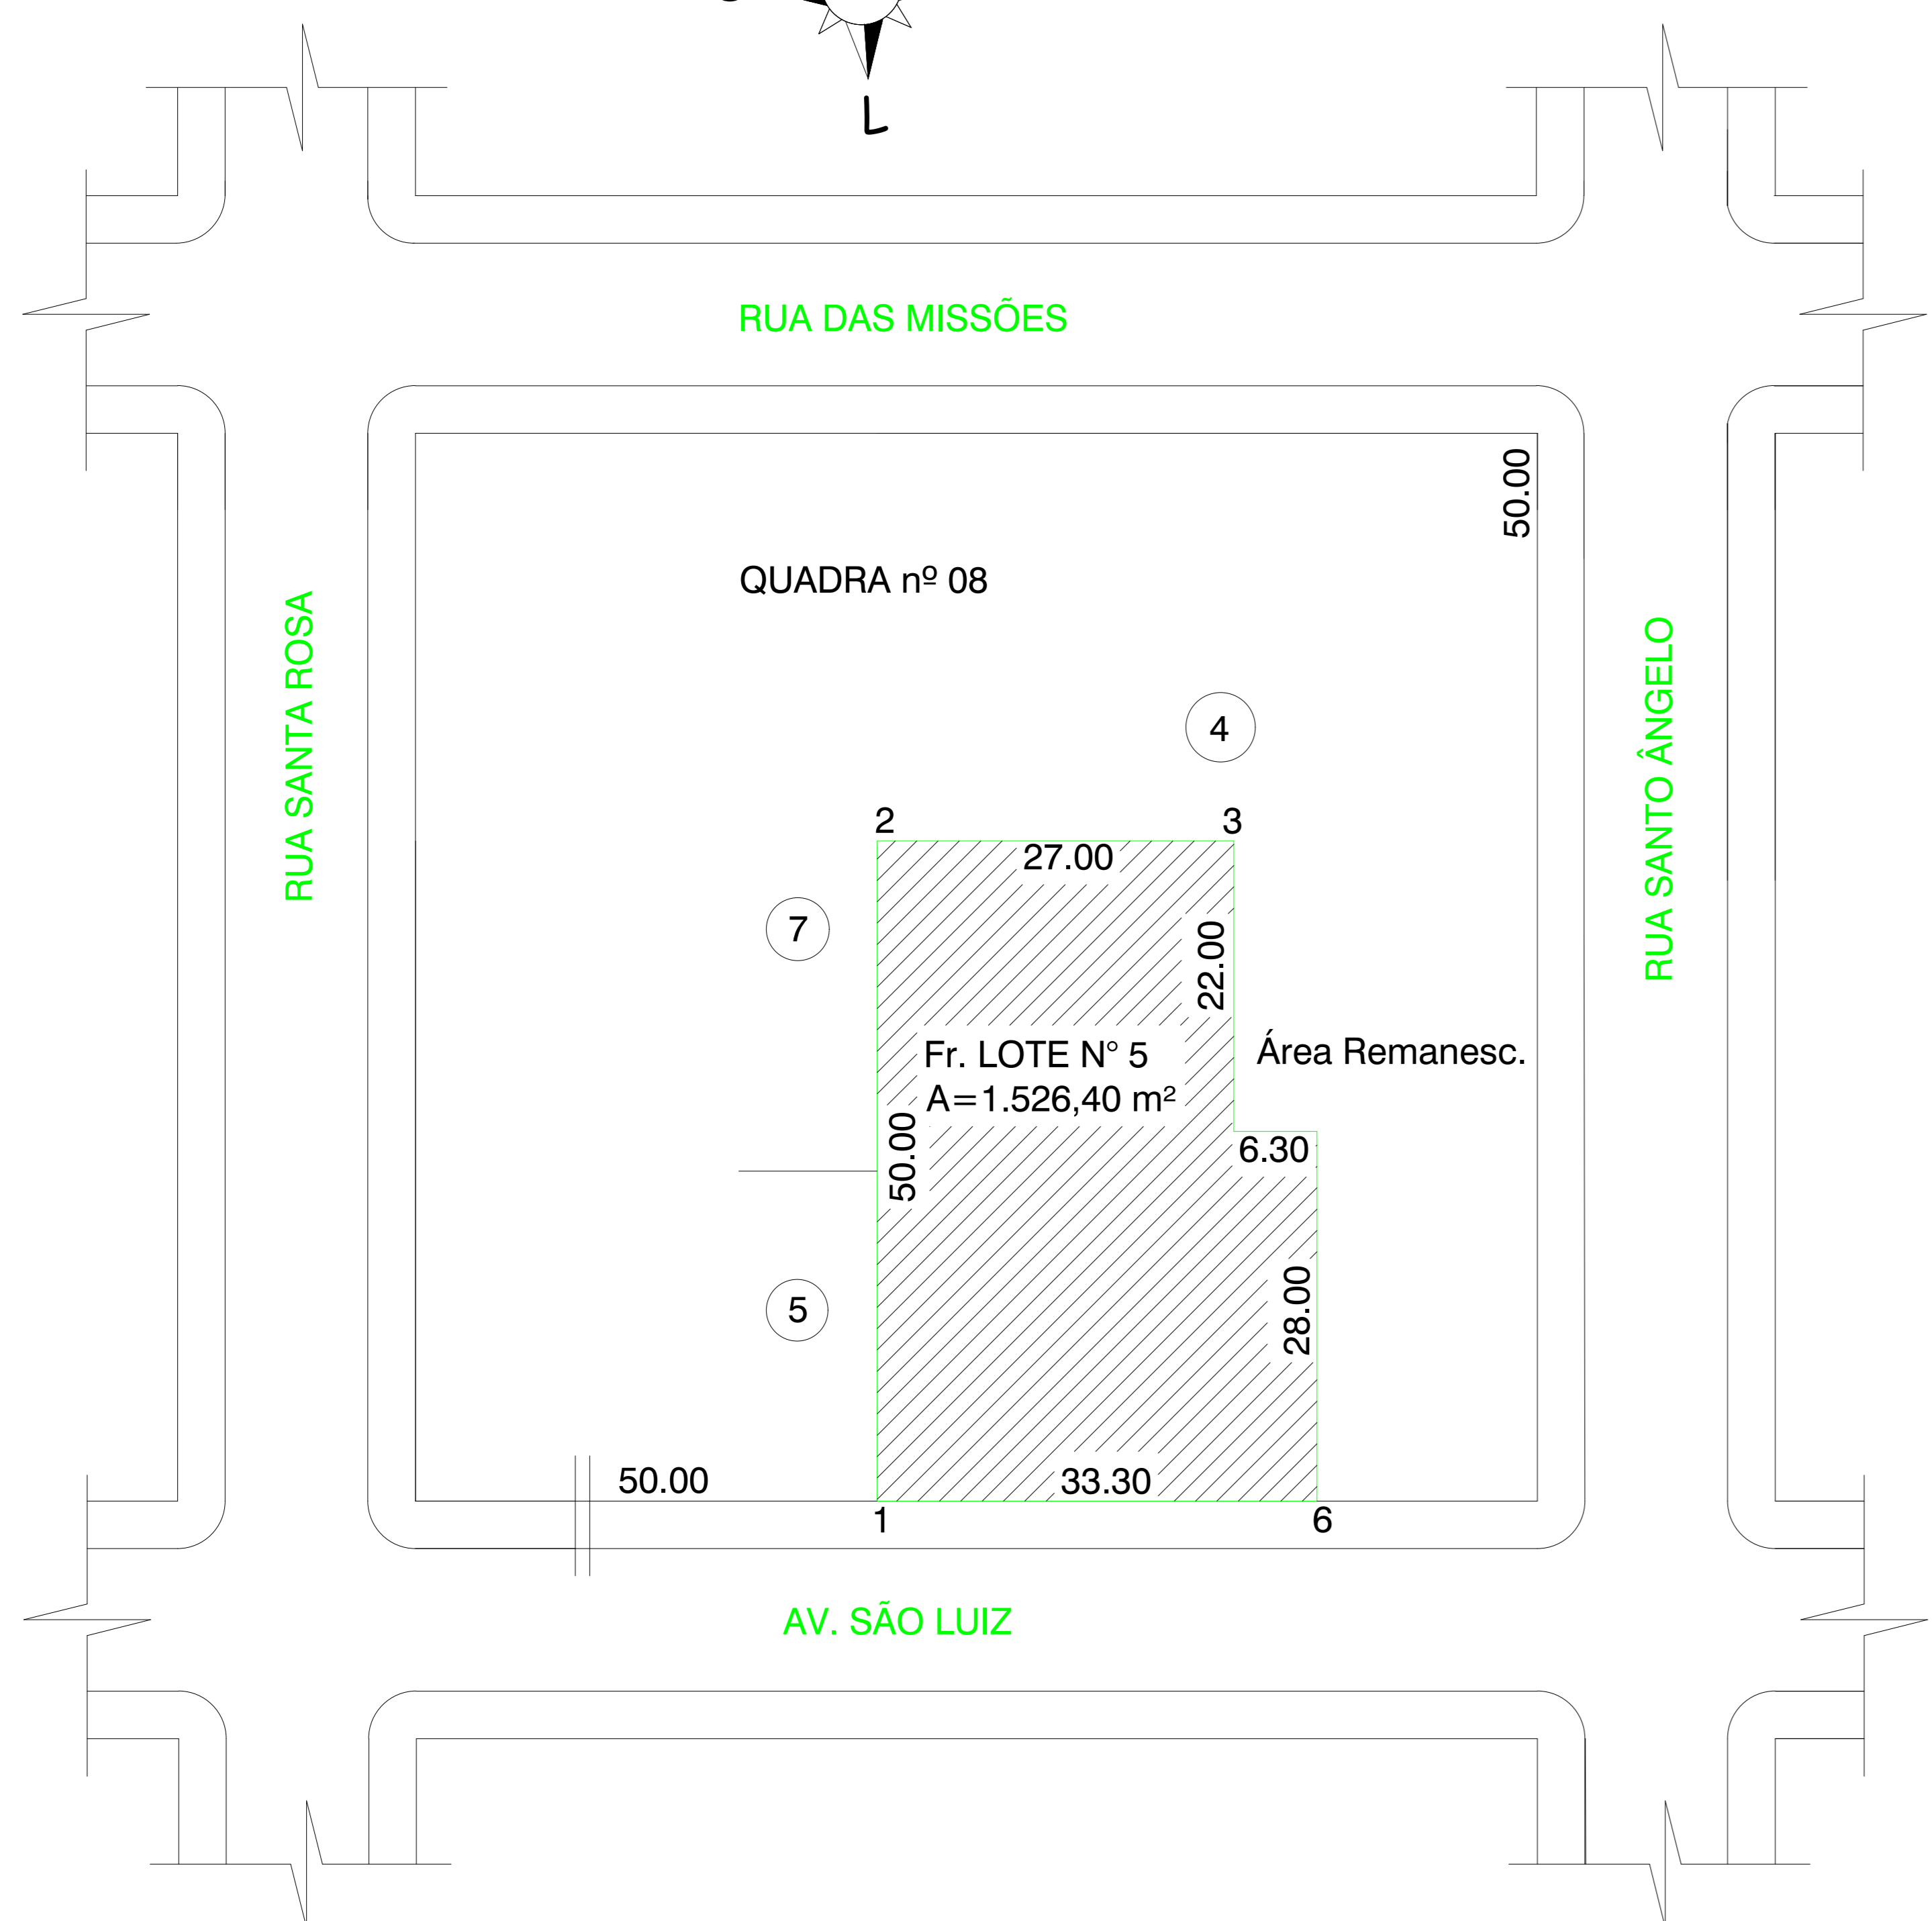 L
RUA DAS MISSÕES
50.00
QUADRA nº 08
RUA SANTA ROSA
RUA SANTO ÂNGELO
4
2
3
27.00
7
22.00
Fr. LOTE N° 5
A=1.526,40 m²
Área Remanesc.
50.00
6.30
5
28.00
50.00
33.30
1
6
AV. SÃO LUIZ